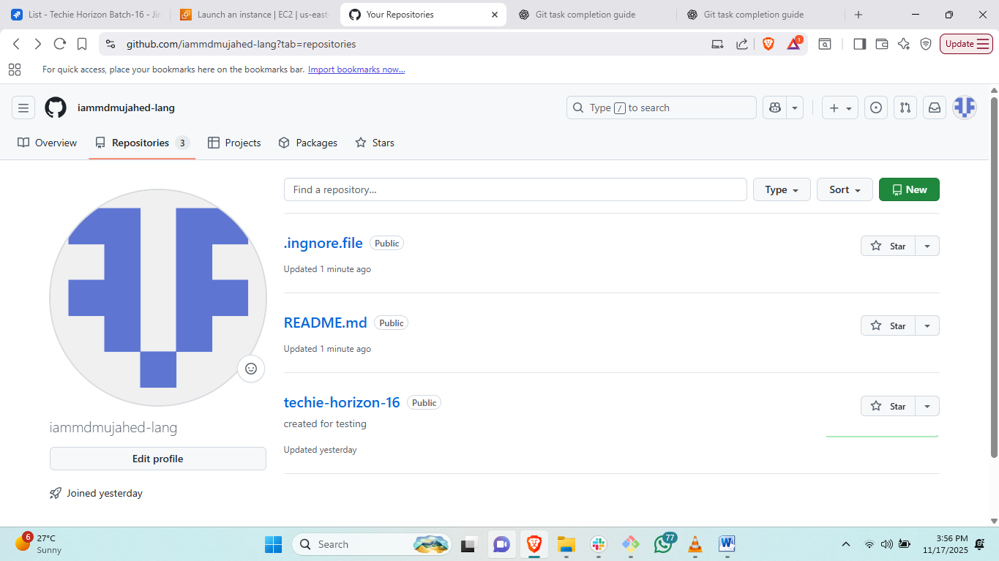 List - Techie Horizon Batch-16 - Jir
Launch an instance | EC2 | us-east-
Your Repositories
Git task completion guide
Git task completion guide
github.com/iammdmujahed-lang?tab=repositories
1
Update
For quick access, place your bookmarks here on the bookmarks bar. Import bookmarks now...
iammdmujahed-lang
Type / to search
Overview
Repositories 3
Projects
Packages
Stars
Find a repository...
Type
Sort
New
.ingnore.file Public
Star
Updated 1 minute ago
README.md Public
Star
Updated 1 minute ago
techie-horizon-16 Public
Star
created for testing
Updated yesterday
iammdmujahed-lang
Edit profile
Joined yesterday
6
27°C
Sunny
Search
77
3:56 PM
11/17/2025